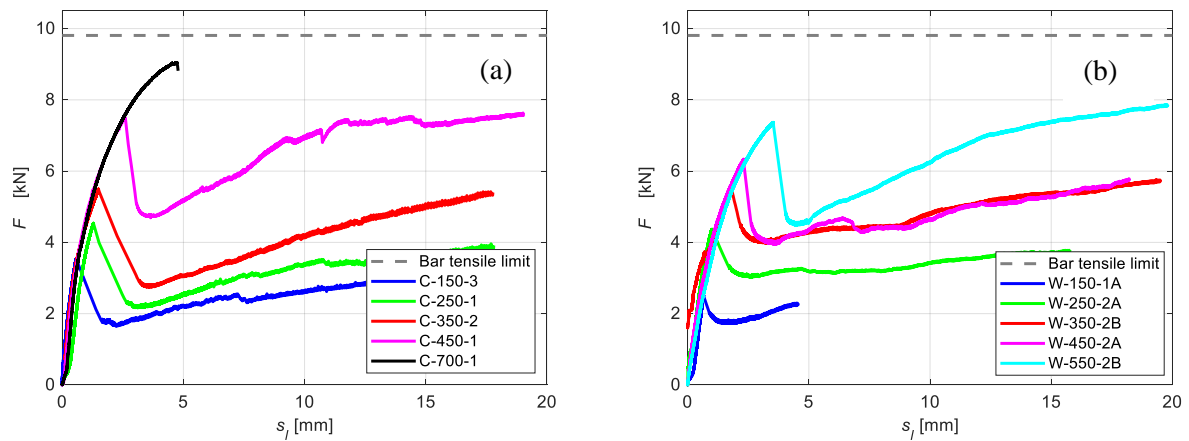 (a)
10
8
6
4
2
0
F [kN]
Bar tensile limit
C-150-3
C-250-1
C-350-2
C-450-1
C-700-1
0 5 10 15 20
s_l [mm]
(b)
10
8
6
4
2
0
F [kN]
Bar tensile limit
W-150-1A
W-250-2A
W-350-2B
W-450-2A
W-550-2B
0 5 10 15 20
s_l [mm]